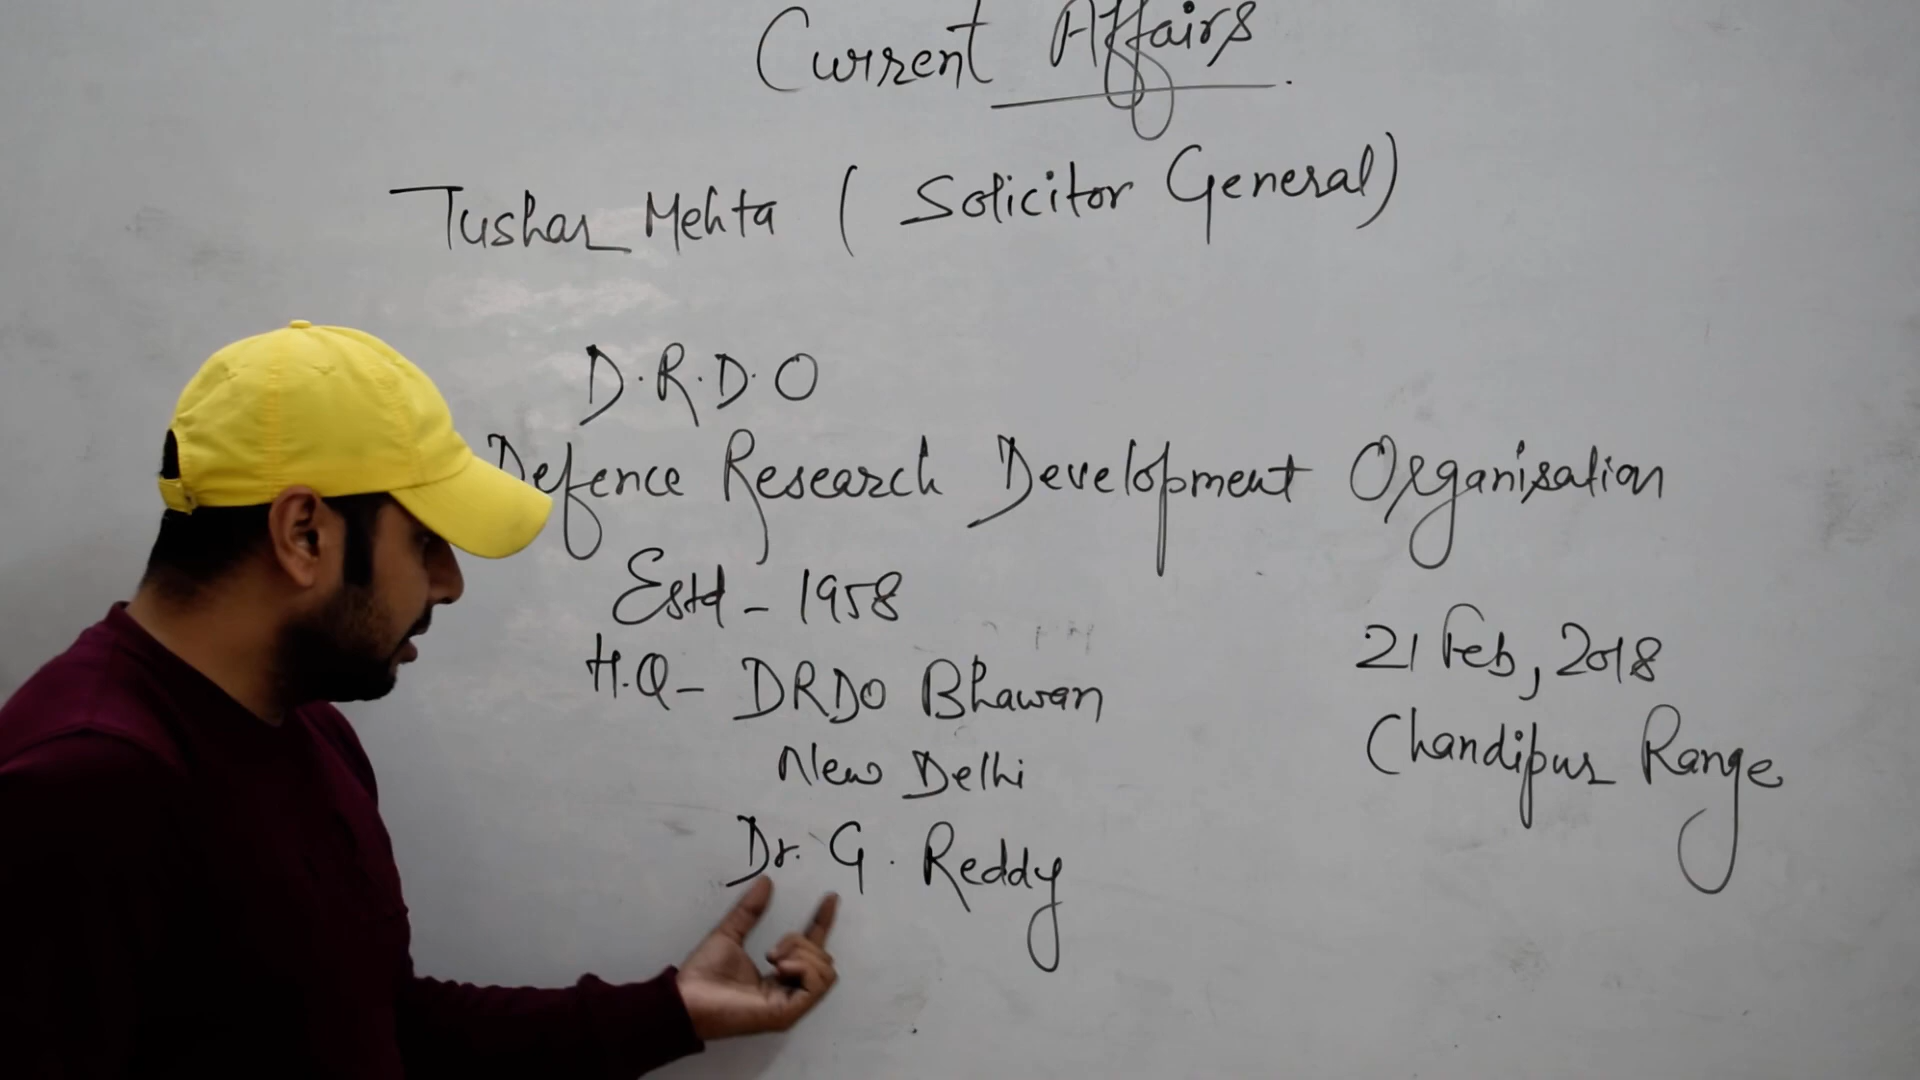 Current Affairs.
Tushar Mehta ( Solicitor General)
D.R.D.O
Defence Research Development Organisation
Estd - 1958
H.Q - DRDO Bhawan
New Delhi
Dr. G. Reddy
21 Feb, 2018
Chandipur Range